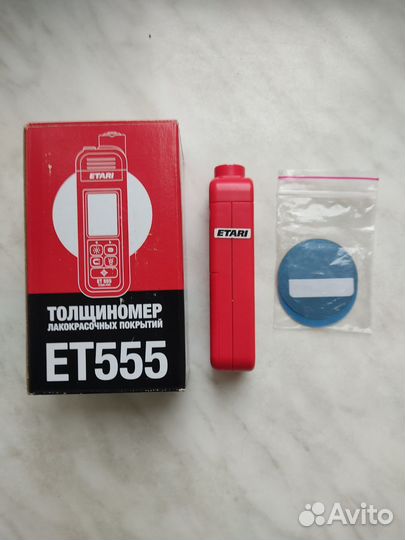 ETARI
ET 555
ТОЛЩИНОМЕР
ЛАКОКРАСОЧНЫХ ПОКРЫТИЙ
ET555
ETARI
Avito